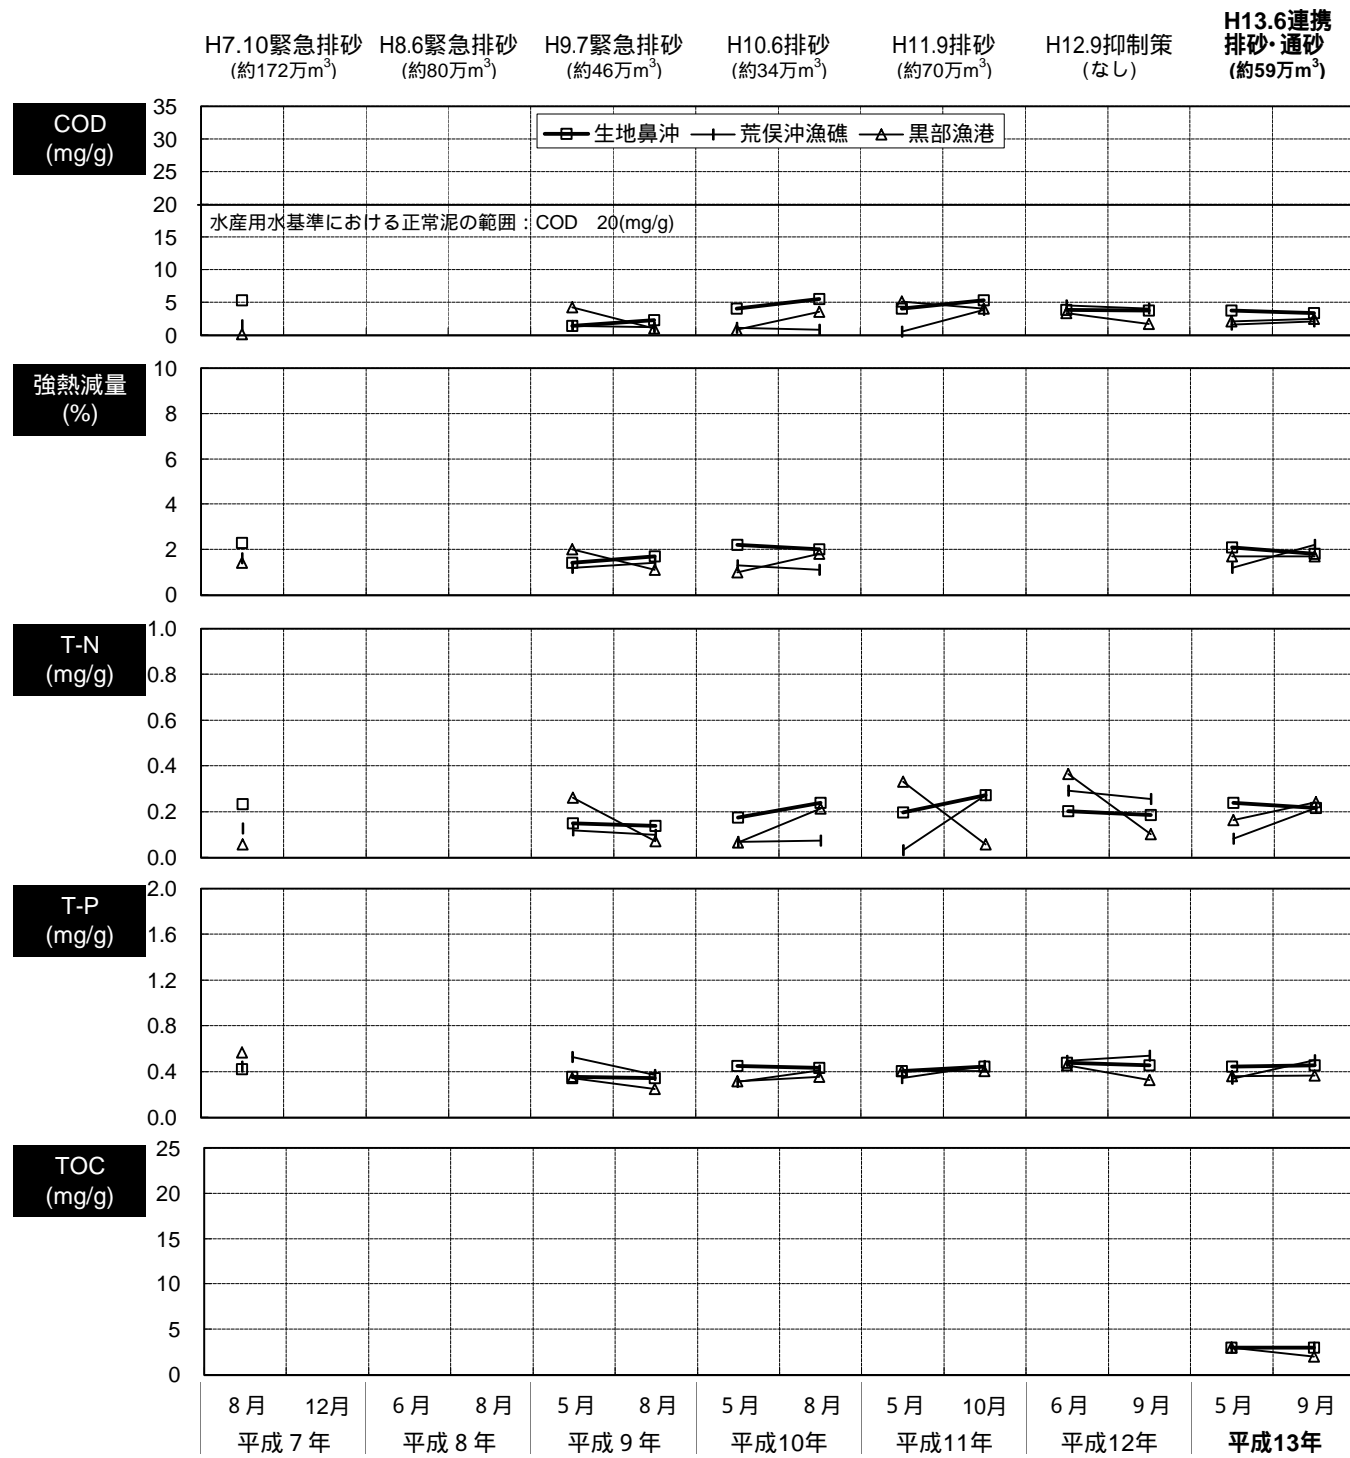 H7.10緊急排砂 H8.6緊急排砂 H9.7緊急排砂 H10.6排砂 H11.9排砂 H12.9抑制策 H13.6連携排砂・通砂
(約172万m³) (約80万m³) (約46万m³) (約34万m³) (約70万m³) (なし) (約59万m³)
COD
(mg/g)
35
30
25
20
15
10
5
0
生地鼻沖 荒俣沖漁礁 黒部漁港
水産用水基準における正常泥の範囲:COD 20(mg/g)
強熱減量
(%)
10
8
6
4
2
0
T-N
(mg/g)
1.0
0.8
0.6
0.4
0.2
0.0
T-P
(mg/g)
2.0
1.6
1.2
0.8
0.4
0.0
TOC
(mg/g)
25
20
15
10
5
0
8月 12月 6月 8月 5月 8月 5月 8月 5月 10月 6月 9月 5月 9月
平成7年 平成8年 平成9年 平成10年 平成11年 平成12年 平成13年